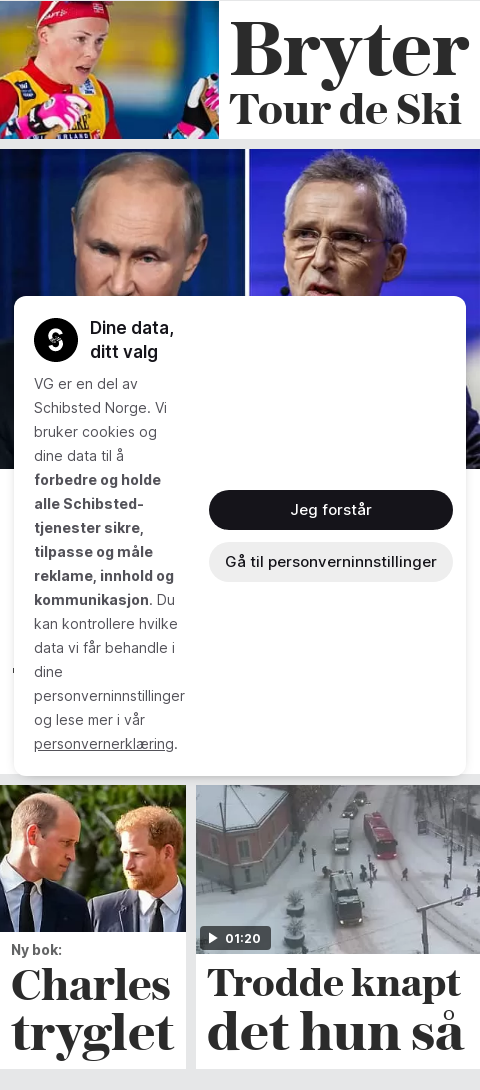 Bryter
Tour de Ski
Dine data,
ditt valg
VG er en del av
Schibsted Norge. Vi
bruker cookies og
dine data til å
forbedre og holde
alle Schibsted-
tjenester sikre,
tilpasse og måle
reklame, innhold og
kommunikasjon. Du
kan kontrollere hvilke
data vi får behandle i
dine
personverninnstillinger
og lese mer i vår
personvernerklæring.
Jeg forstår
Gå til personverninnstillinger
01:20
Ny bok:
Charles
tryglet
Trodde knapt
det hun så